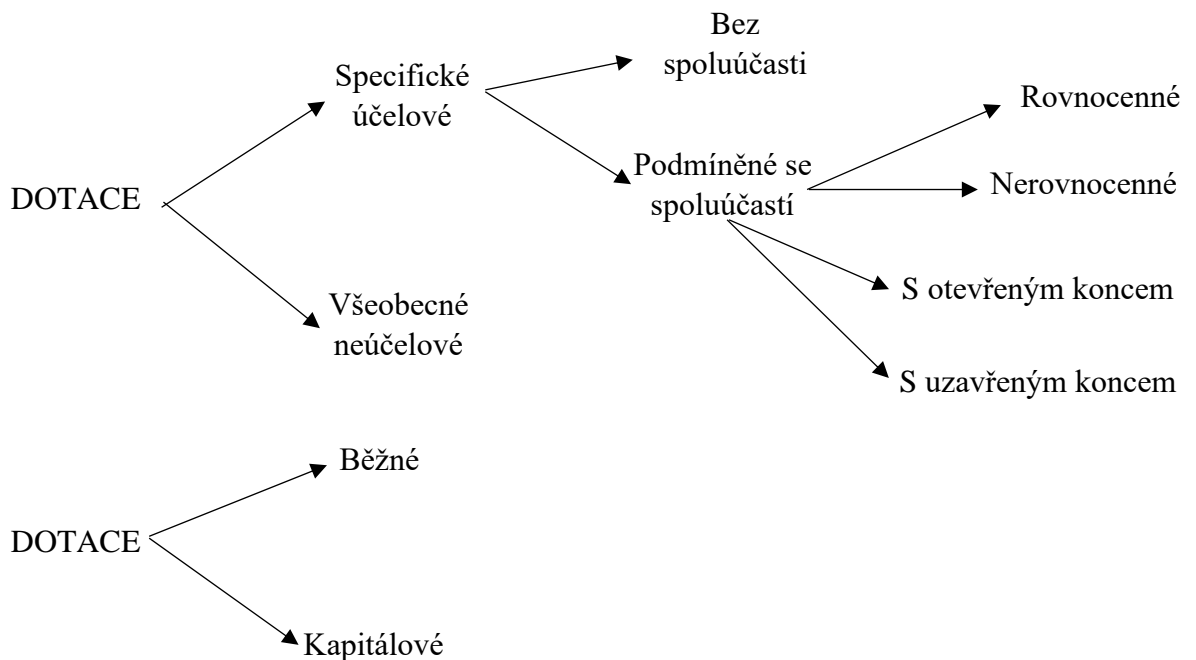 Bez
spoluúčasti
Specifické
účelové
Rovnocenné
Podmíněné se
spoluúčastí
Nerovnocenné
DOTACE
S otevřeným koncem
Všeobecné
neúčelové
S uzavřeným koncem
Běžné
DOTACE
Kapitálové